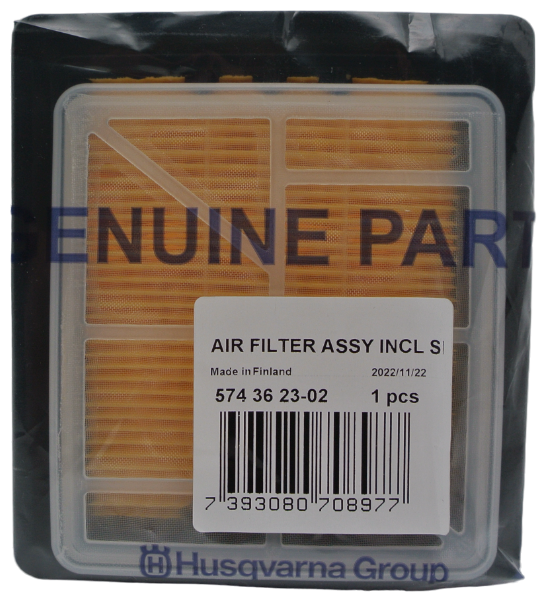 GENUINE PART
AIR FILTER ASSY INCL
Made in Finland 2022/11/22
574 36 23-02 1 pcs
7 393080 708977
Husqvarna Group